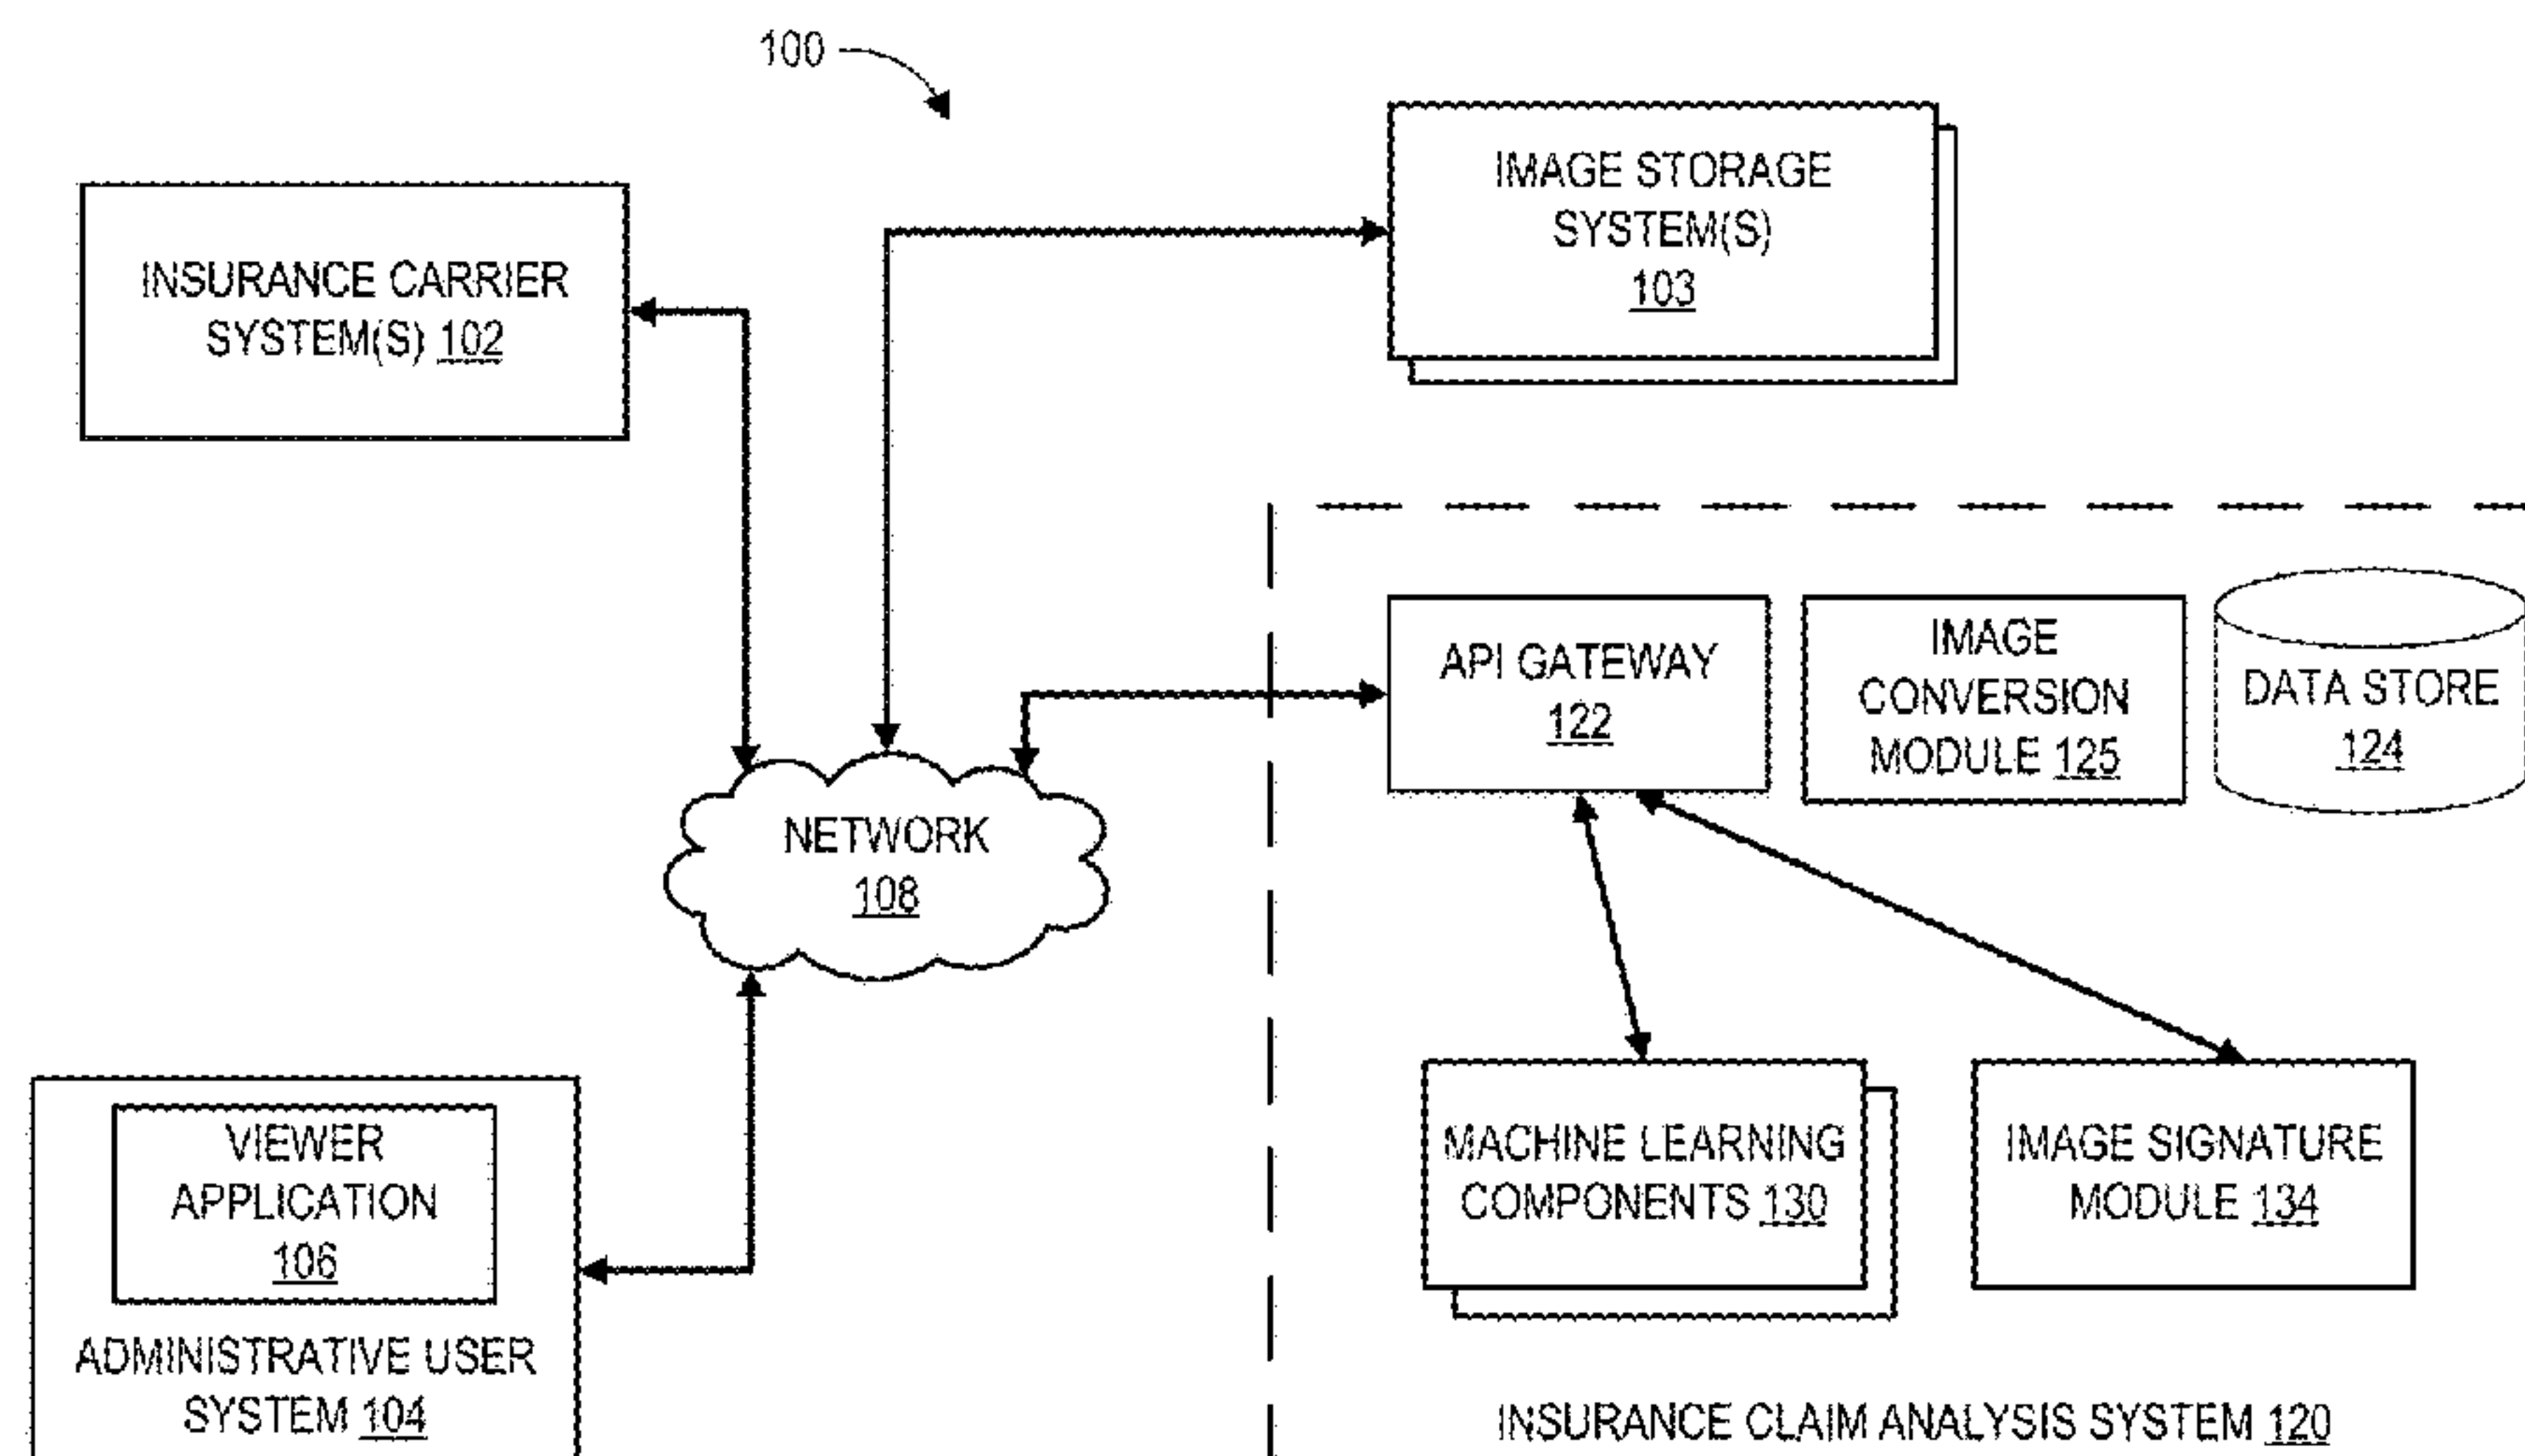 100
IMAGE STORAGE
SYSTEM(S)
103
INSURANCE CARRIER
SYSTEM(S) 102
API GATEWAY
122
IMAGE
CONVERSION
MODULE 125
DATA STORE
124
NETWORK
108
VIEWER
APPLICATION
106
ADMINISTRATIVE USER
SYSTEM 104
MACHINE LEARNING
COMPONENTS 130
IMAGE SIGNATURE
MODULE 134
INSURANCE CLAIM ANALYSIS SYSTEM 120